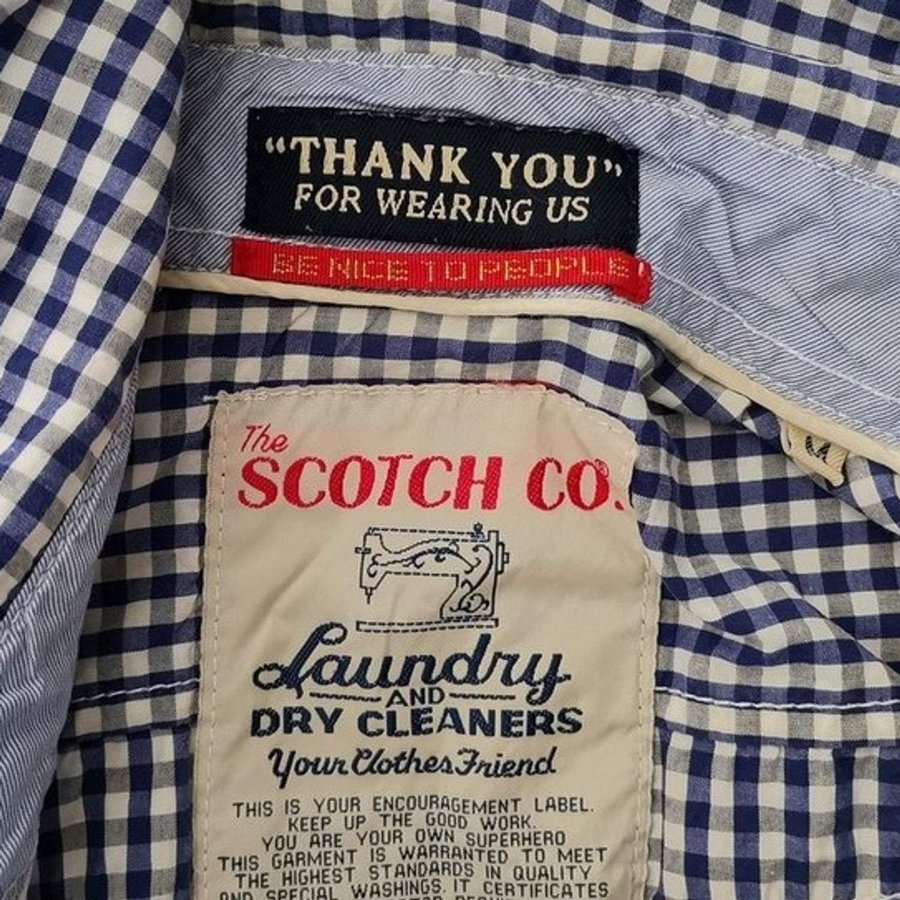 "THANK YOU"
FOR WEARING US
BE NICE TO PEOPLE
M
The
SCOTCH CO.
Laundry
AND
DRY CLEANERS
Your Clothes Friend
THIS IS YOUR ENCOURAGEMENT LABEL.
KEEP UP THE GOOD WORK.
YOU ARE YOUR OWN SUPERHERO
THIS GARMENT IS WARRANTED TO MEET
THE HIGHEST STANDARDS IN QUALITY
AND SPECIAL WASHINGS. IT CERTIFICATES